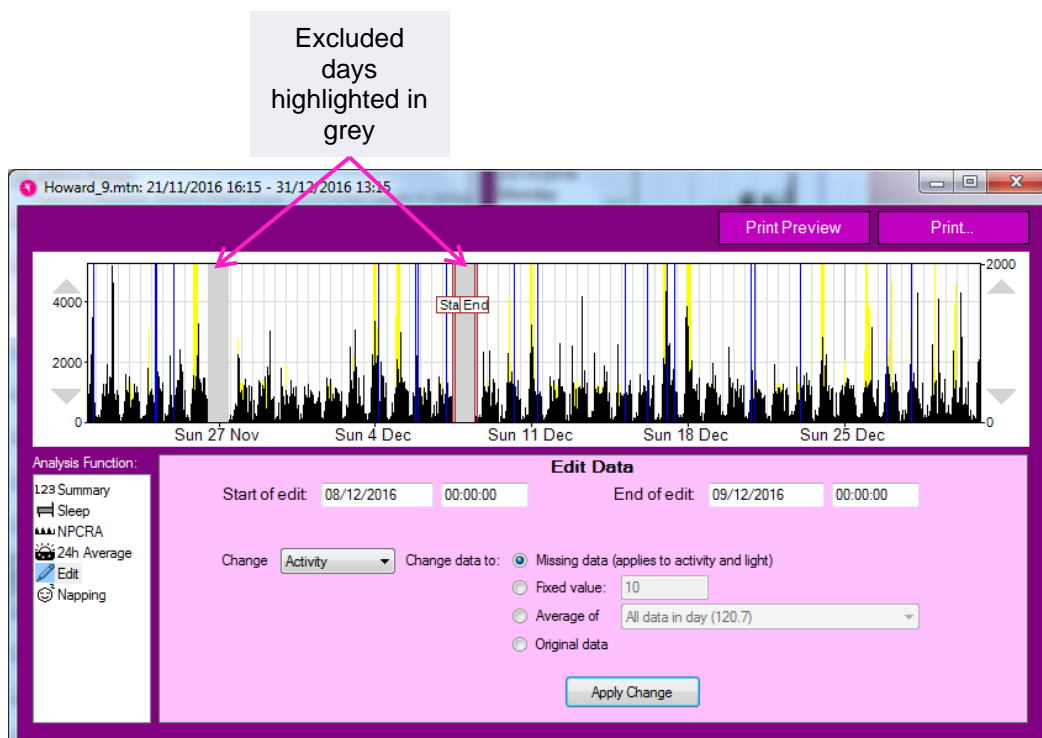 Excluded
days
highlighted in
grey
Howard_9.mtn: 21/11/2016 16:15 - 31/12/2016 13:15
Print Preview Print...
4000
2000
0
2000
0
Sta End
Sun 27 Nov Sun 4 Dec Sun 11 Dec Sun 18 Dec Sun 25 Dec
Analysis Function:
123 Summary
Sleep
NPCRA
24h Average
Edit
Napping
Edit Data
Start of edit: 08/12/2016 00:00:00 End of edit: 09/12/2016 00:00:00
Change Activity Change data to: Missing data (applies to activity and light)
Fixed value: 10
Average of All data in day (120.7)
Original data
Apply Change